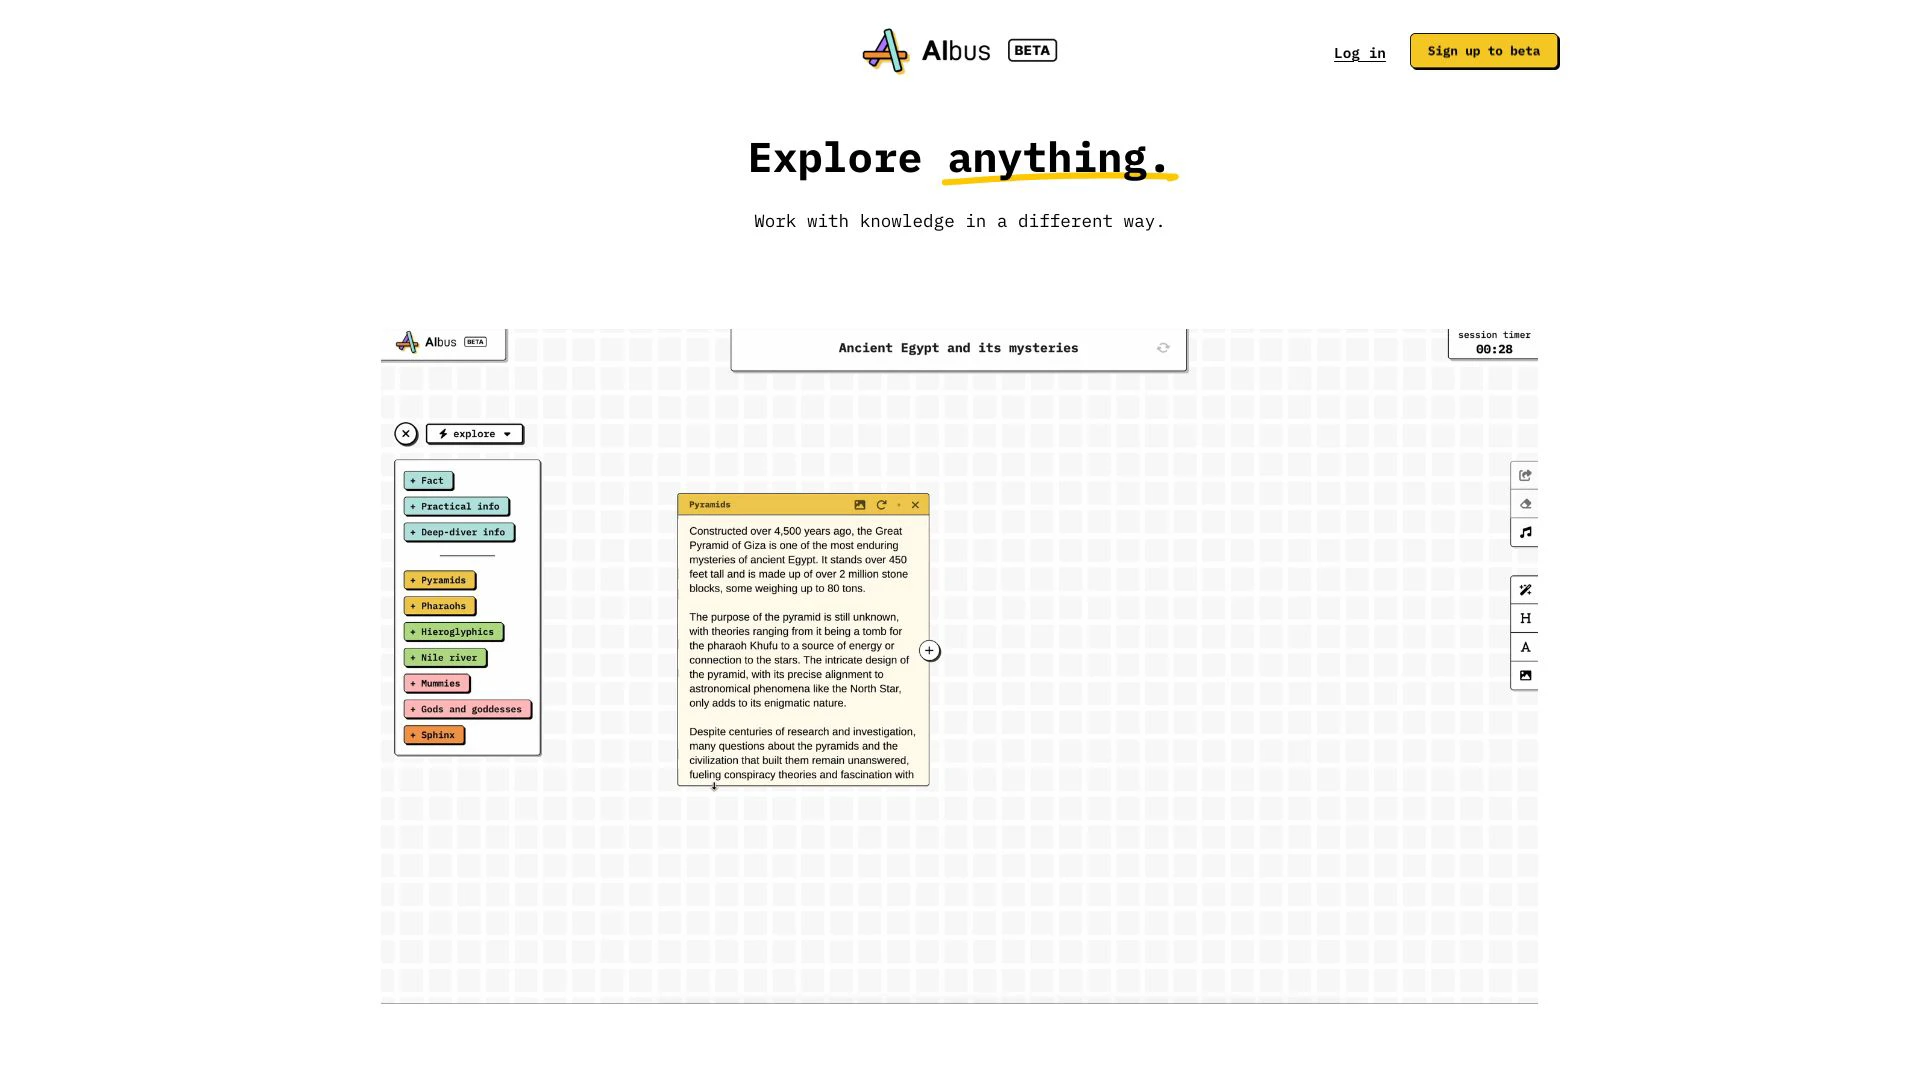 AIbus BETA
Log in
Sign up to beta
Explore anything.
Work with knowledge in a different way.
AIbus BETA
Ancient Egypt and its mysteries
session timer
00:28
explore
+ Fact
+ Practical info
+ Deep-diver info
+ Pyramids
+ Pharaohs
+ Hieroglyphics
+ Nile river
+ Mummies
+ Gods and goddesses
+ Sphinx
Pyramids
Constructed over 4,500 years ago, the Great
Pyramid of Giza is one of the most enduring
mysteries of ancient Egypt. It stands over 450
feet tall and is made up of over 2 million stone
blocks, some weighing up to 80 tons.
The purpose of the pyramid is still unknown,
with theories ranging from it being a tomb for
the pharaoh Khufu to a source of energy or
connection to the stars. The intricate design of
the pyramid, with its precise alignment to
astronomical phenomena like the North Star,
only adds to its enigmatic nature.
Despite centuries of research and investigation,
many questions about the pyramids and the
civilization that built them remain unanswered,
fueling conspiracy theories and fascination with
H
A